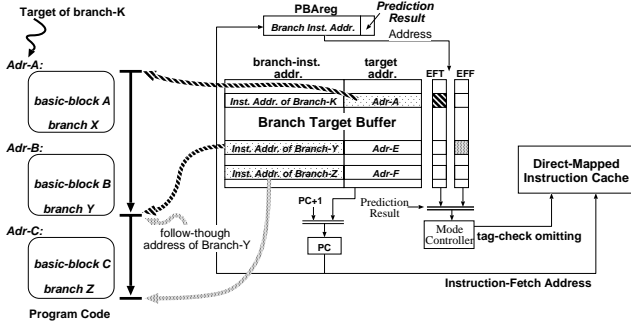 Target of branch-K
Adr-A:
basic-block A
branch X
Adr-B:
basic-block B
branch Y
Adr-C:
basic-block C
branch Z
Program Code
follow-though
address of Branch-Y
PBAreg
Branch Inst. Addr.
Prediction
Result
Address
branch-inst.
addr.
target
addr.
EFT
EFF
Inst. Addr. of Branch-K
Adr-A
Branch Target Buffer
Inst. Addr. of Branch-Y
Adr-E
Inst. Addr. of Branch-Z
Adr-F
PC+1
Prediction
Result
PC
Mode
Controller
tag-check omitting
Direct-Mapped
Instruction Cache
Instruction-Fetch Address